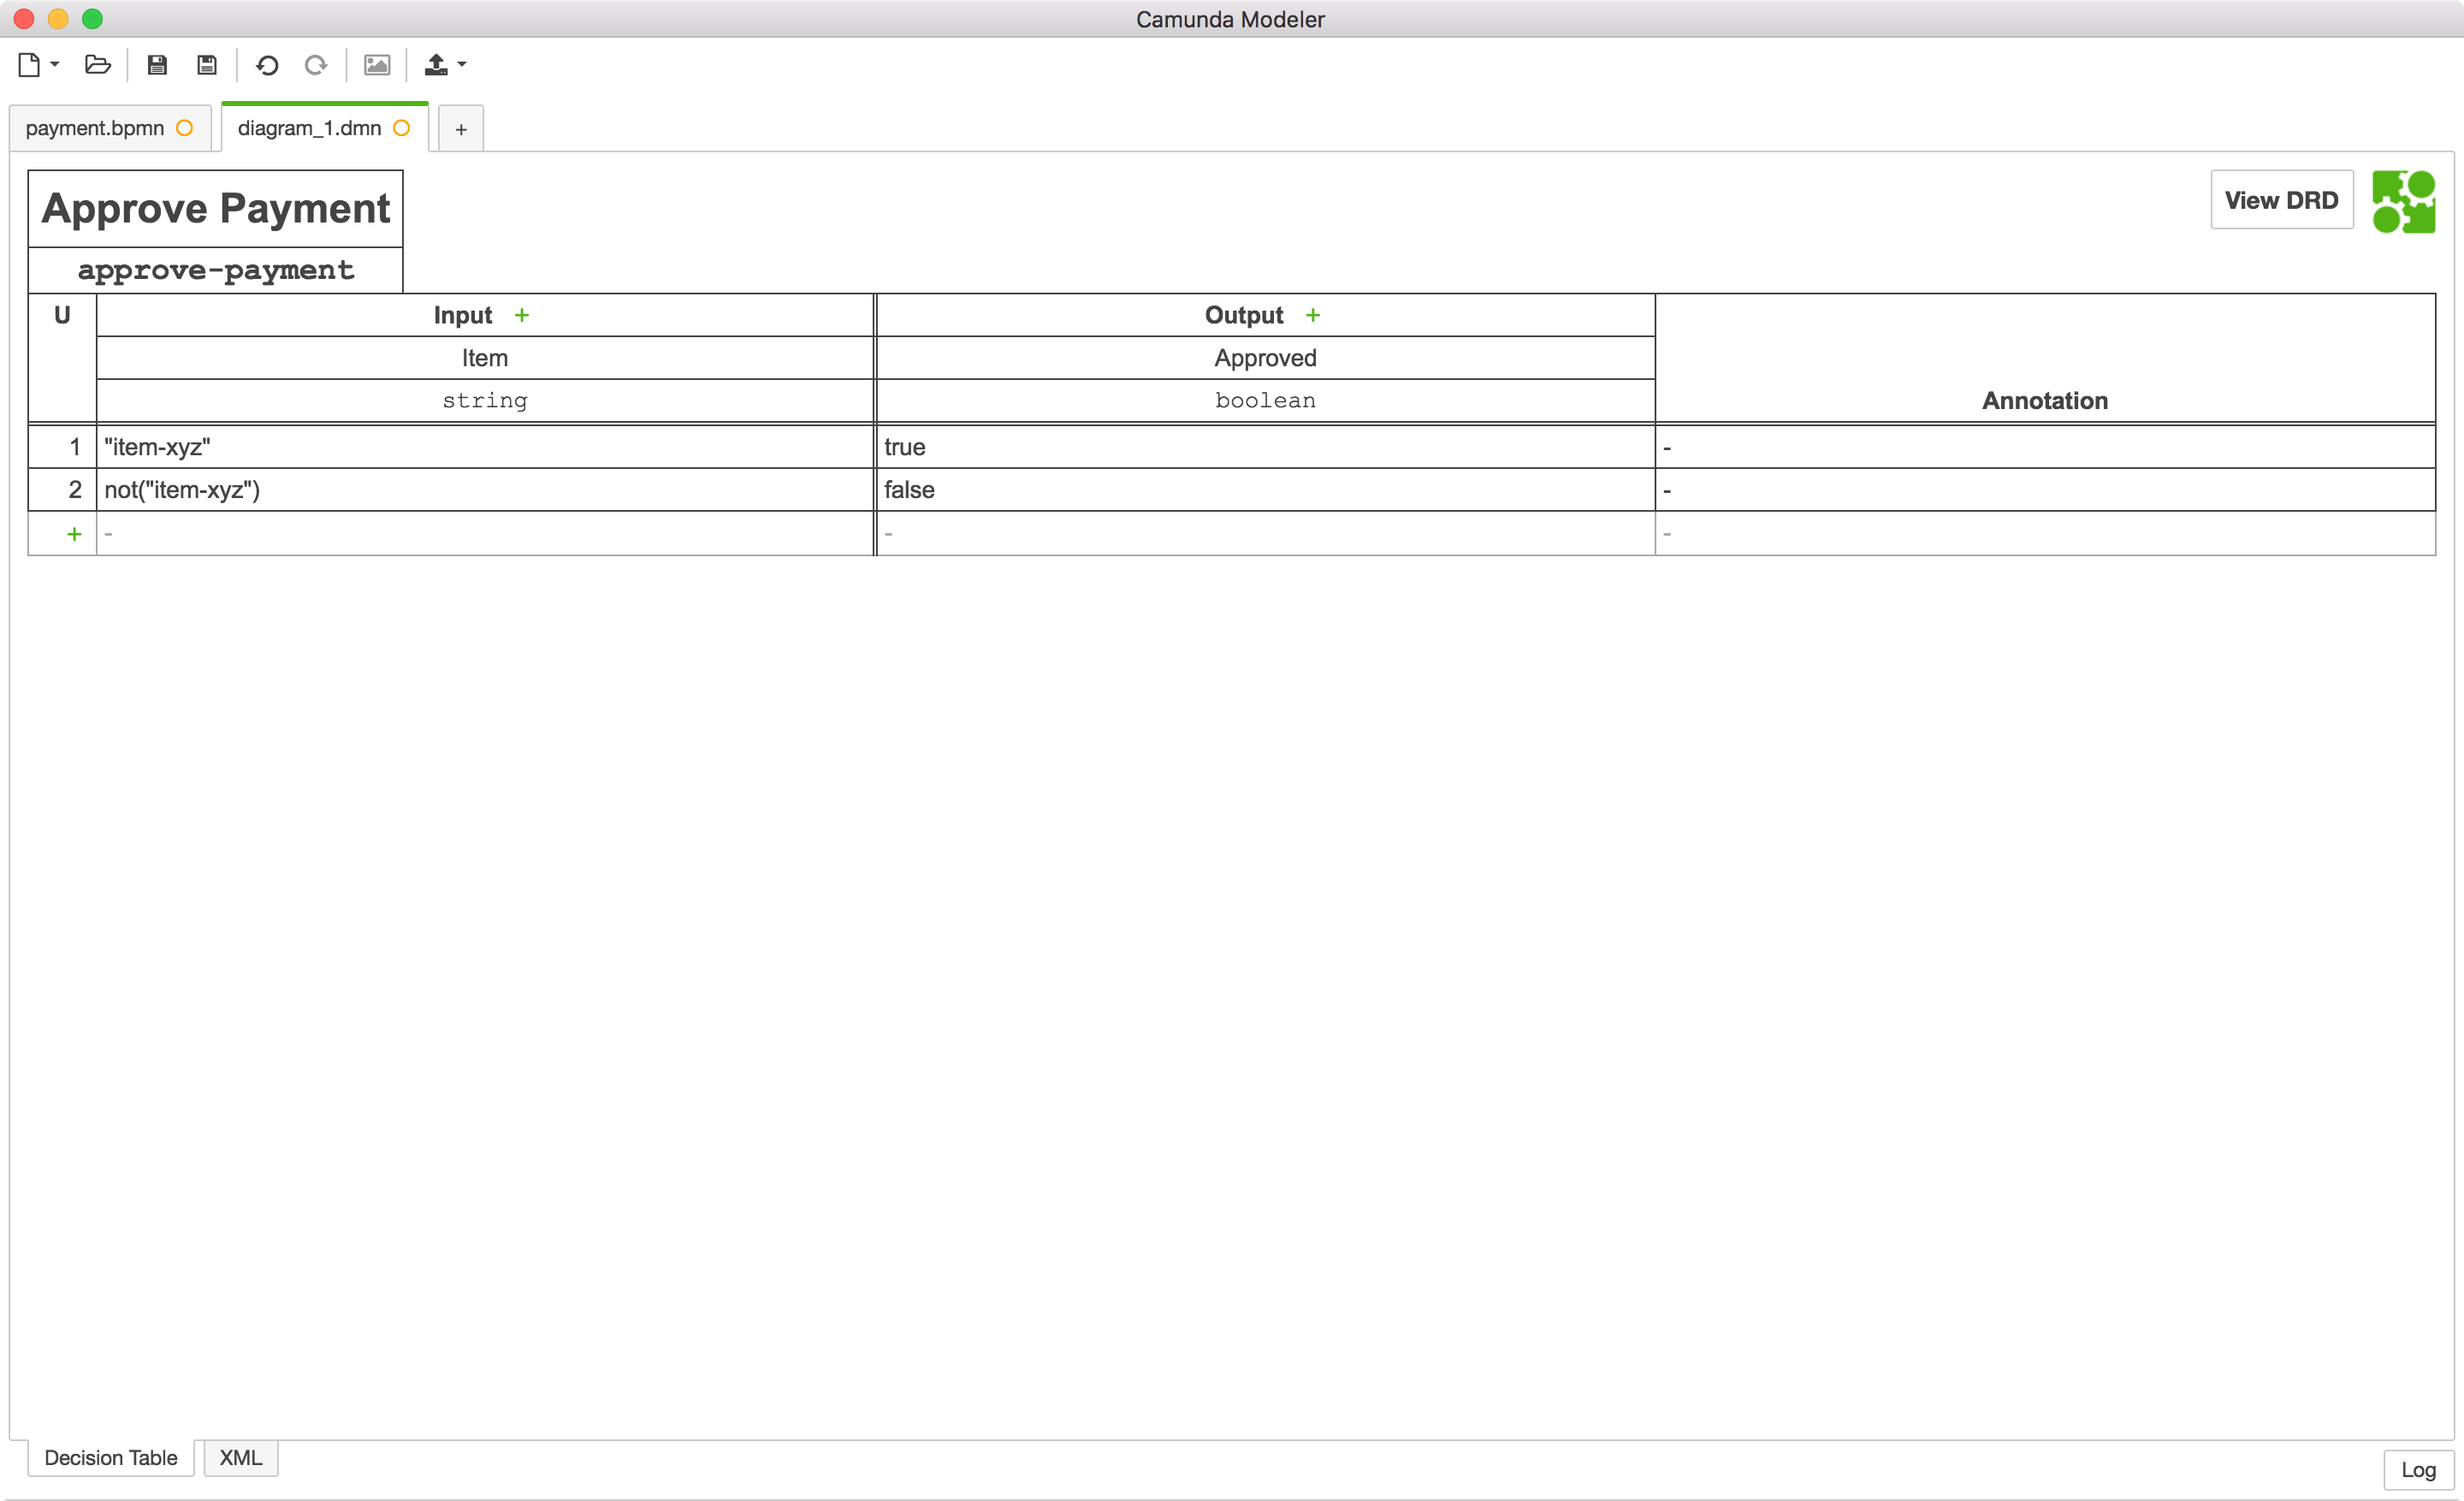 Camunda Modeler
payment.bpmn
diagram_1.dmn
+
Approve Payment
View DRD
approve-payment
U Input + Output +
Item Approved
string boolean Annotation
1 "item-xyz" true -
2 not("item-xyz") false -
+ - - -
Decision Table XML
Log